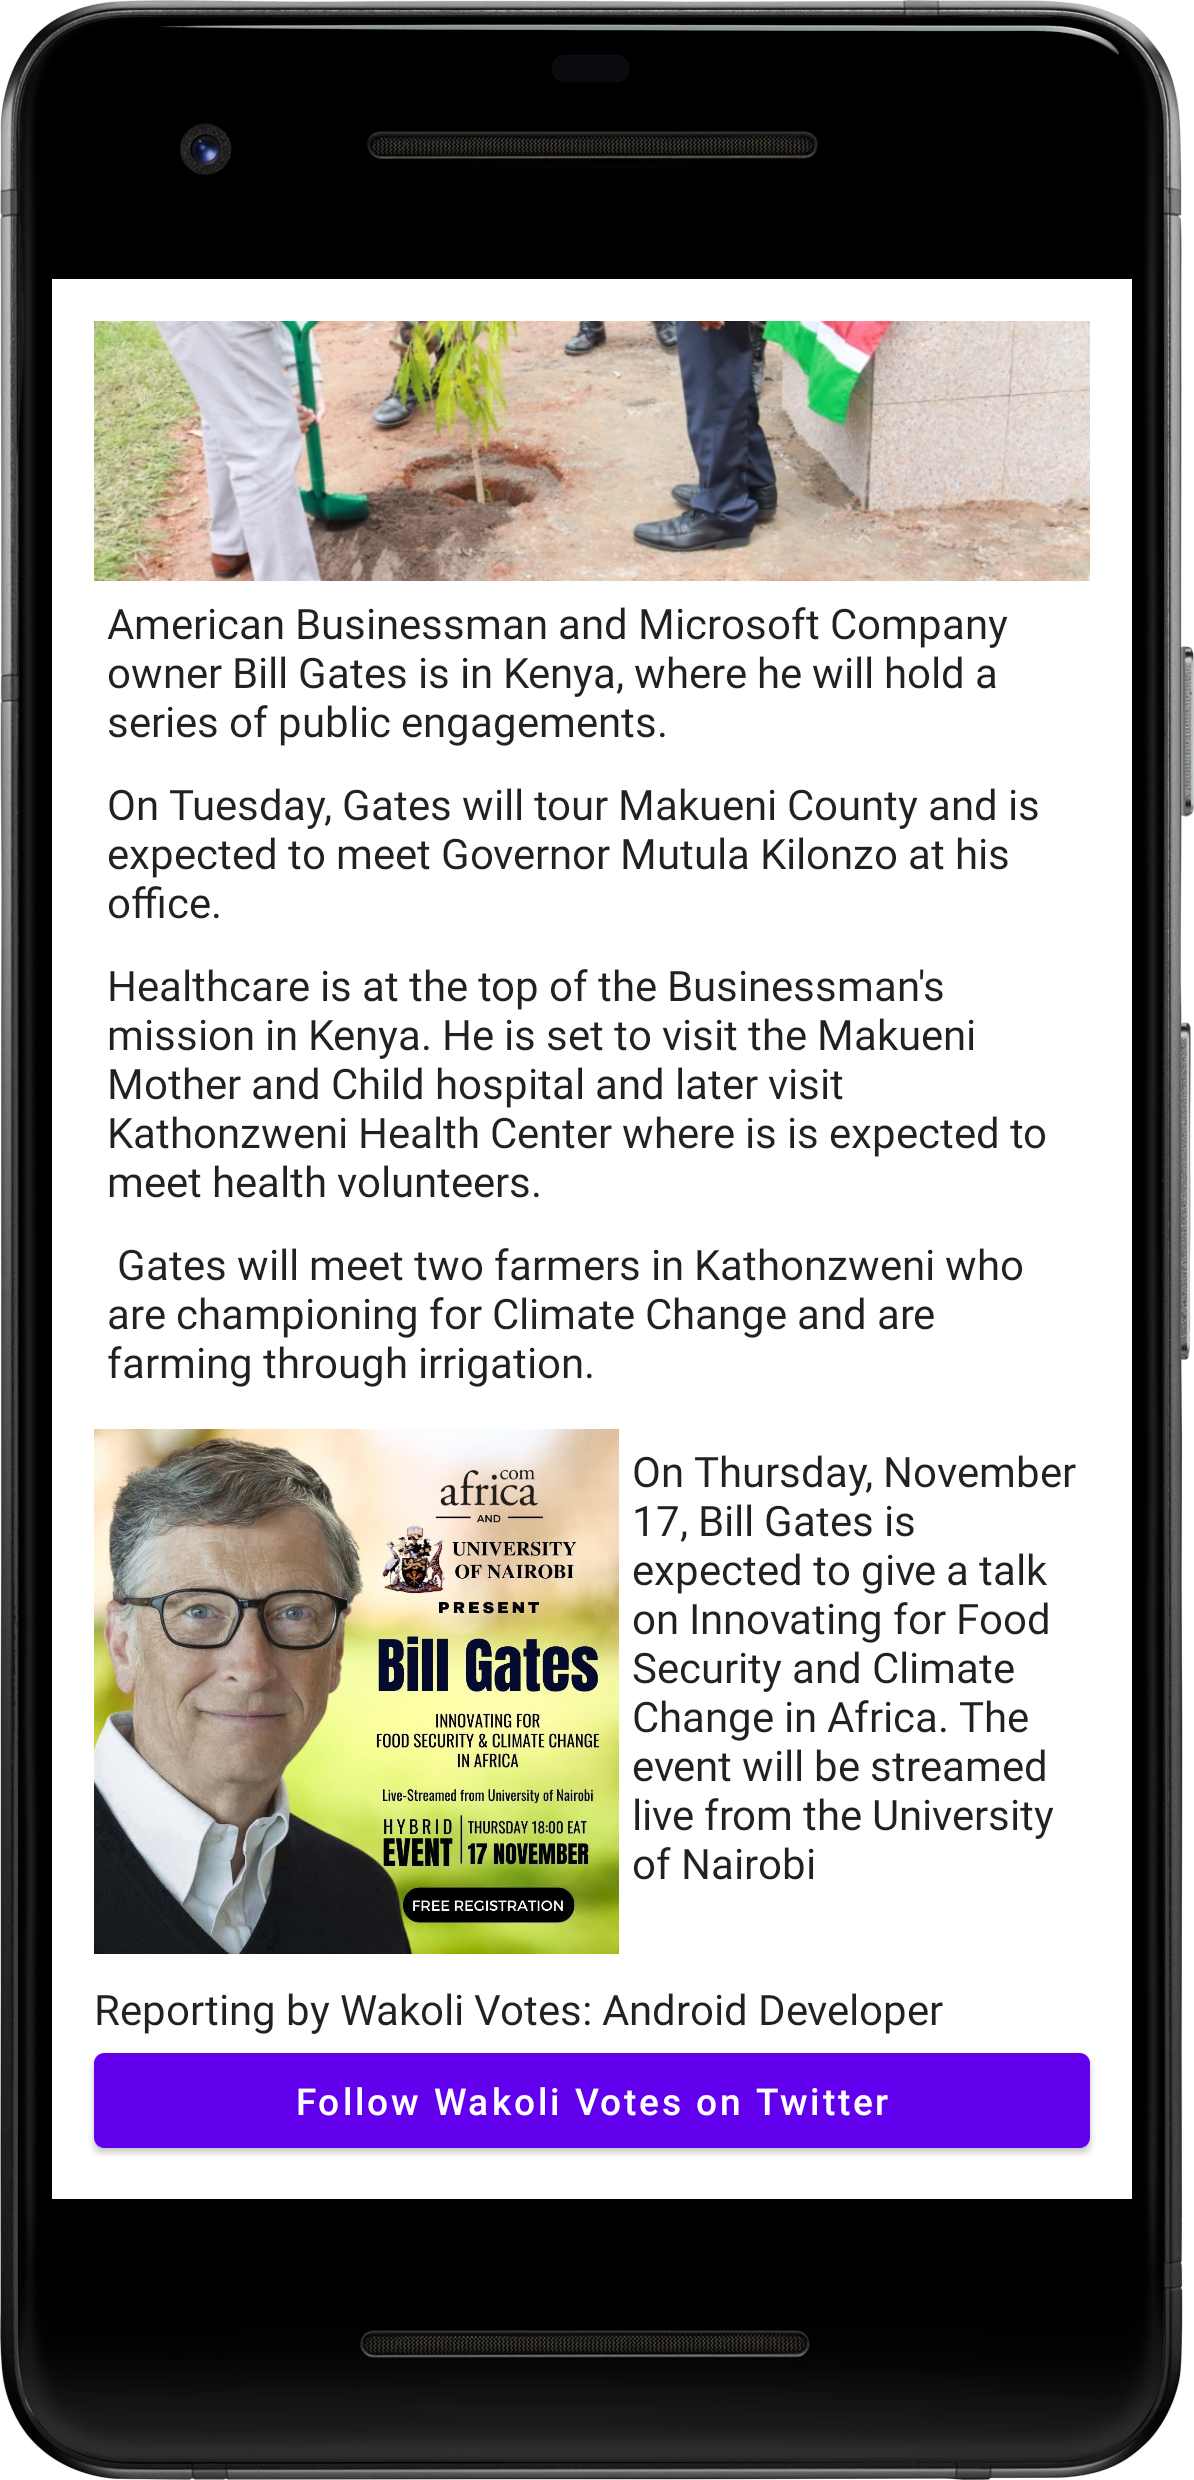 American Businessman and Microsoft Company
owner Bill Gates is in Kenya, where he will hold a
series of public engagements.
On Tuesday, Gates will tour Makueni County and is
expected to meet Governor Mutula Kilonzo at his
office.
Healthcare is at the top of the Businessman's
mission in Kenya. He is set to visit the Makueni
Mother and Child hospital and later visit
Kathonzweni Health Center where is is expected to
meet health volunteers.
Gates will meet two farmers in Kathonzweni who
are championing for Climate Change and are
farming through irrigation.
com
africa
AND
UNIVERSITY
OF NAIROBI
PRESENT
Bill Gates
INNOVATING FOR
FOOD SECURITY & CLIMATE CHANGE
IN AFRICA
Live-Streamed from University of Nairobi
HYBRID
EVENT
THURSDAY 18:00 EAT
17 NOVEMBER
FREE REGISTRATION
On Thursday, November
17, Bill Gates is
expected to give a talk
on Innovating for Food
Security and Climate
Change in Africa. The
event will be streamed
live from the University
of Nairobi
Reporting by Wakoli Votes: Android Developer
Follow Wakoli Votes on Twitter